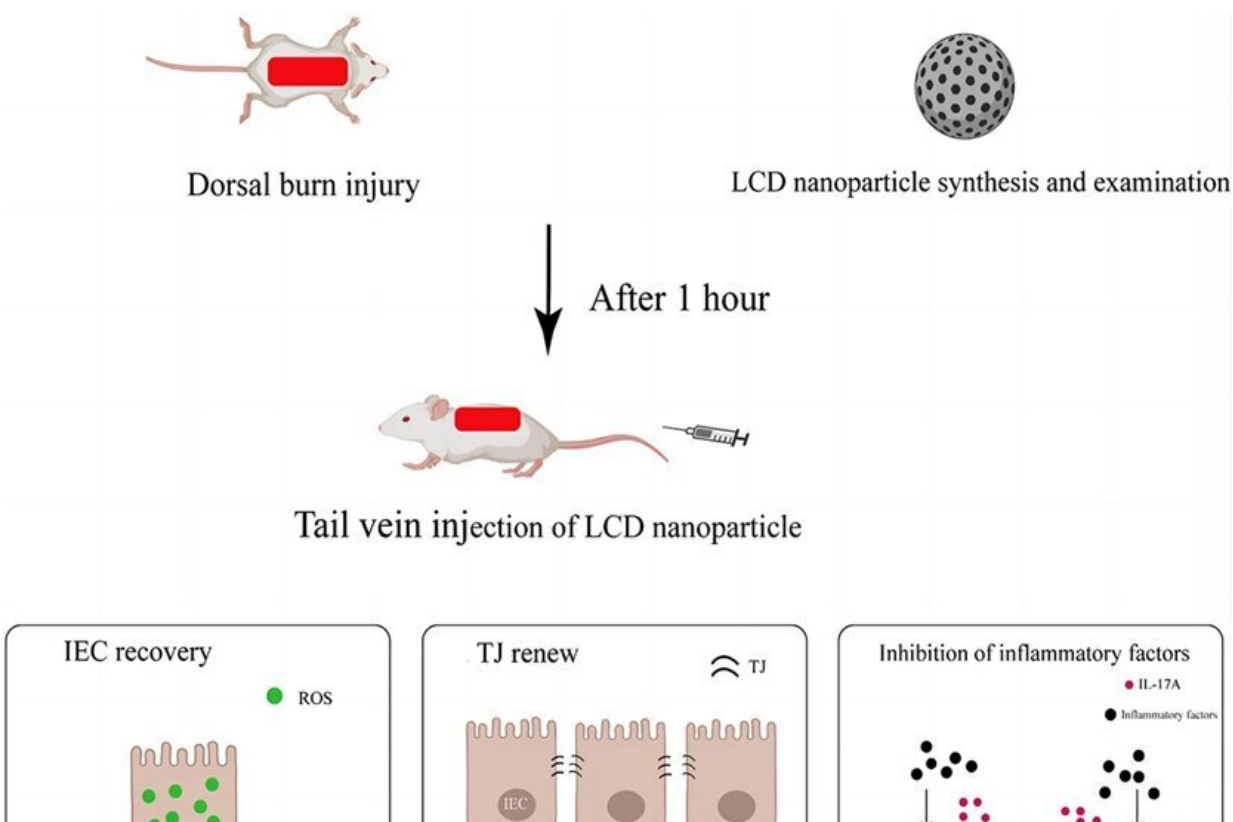 Dorsal burn injury
LCD nanoparticle synthesis and examination
After 1 hour
Tail vein injection of LCD nanoparticle
IEC recovery
ROS
TJ renew
TJ
IEC
Inhibition of inflammatory factors
IL-17A
Inflammatory factors